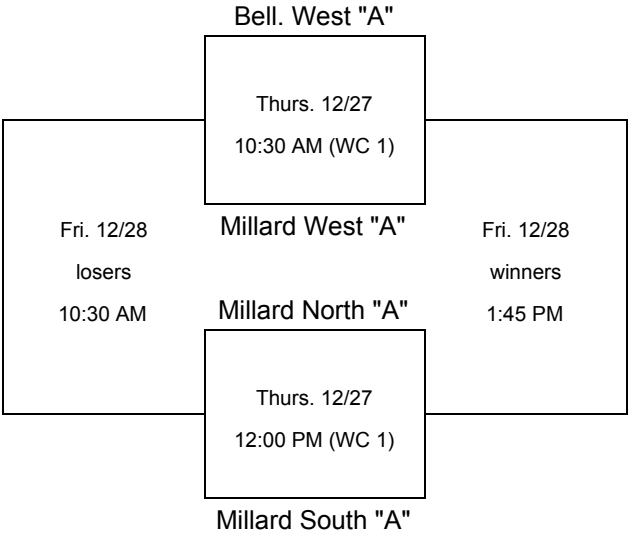 Bell. West "A"
Thurs. 12/27
10:30 AM (WC 1)
Millard West "A"
Fri. 12/28
losers
10:30 AM
Fri. 12/28
winners
1:45 PM
Millard North "A"
Thurs. 12/27
12:00 PM (WC 1)
Millard South "A"